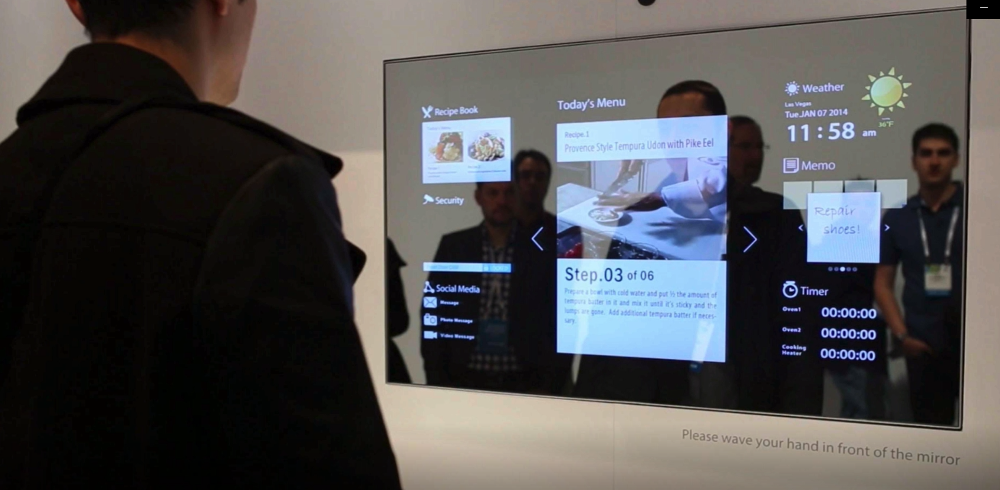 Recipe Book
Today's Menu
Security
Social Media
Message
Photo Message
Video Message
Today's Menu
Recipe.1
Provence Style Tempura Udon with Pike Eel
Step.03 of 06
Prepare a bowl with cold water and put ½ the amount of
tempura batter in it and mix it until it's sticky and the
lumps are gone. Add additional tempura batter if neces-
sary.
Weather
Las Vegas
Tue.JAN 07 2014
11:58 am
36°F
Memo
Repair
shoes!
Timer
Oven1 00:00:00
Oven2 00:00:00
Cooking
Heater 00:00:00
Please wave your hand in front of the mirror